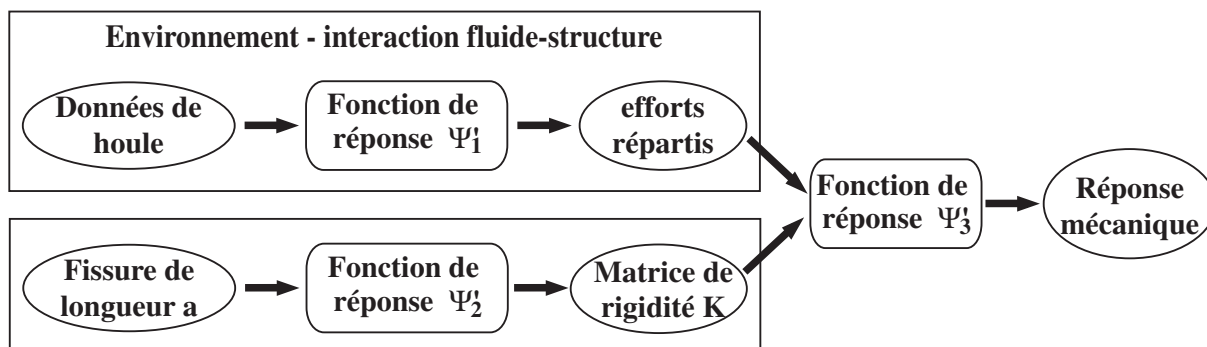 Environnement - interaction fluide-structure
Données de
houle
Fonction de
réponse Ψ'1
efforts
répartis
Fonction de
réponse Ψ'3
Réponse
mécanique
Fissure de
longueur a
Fonction de
réponse Ψ'2
Matrice de
rigidité K